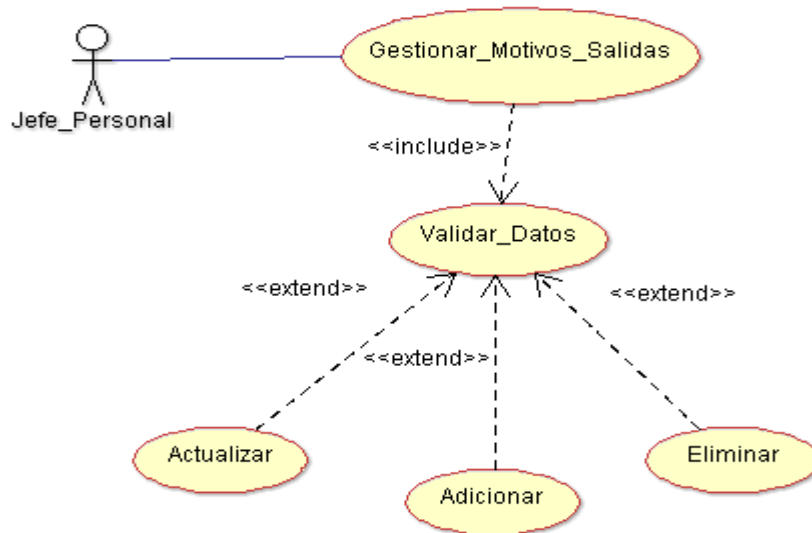 Gestionar_Motivos_Salidas
Jefe_Personal
<<include>>
Validar_Datos
<<extend>>
<<extend>>
<<extend>>
Actualizar
Adicionar
Eliminar